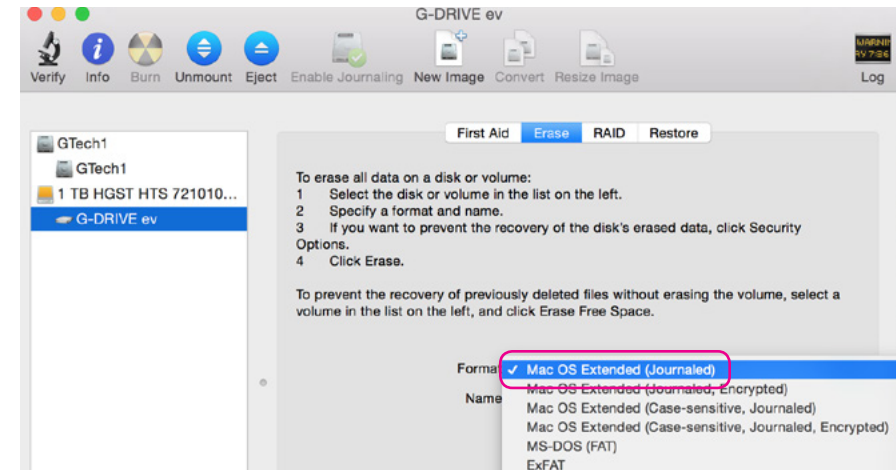 G-DRIVE ev
Verify Info Burn Unmount Eject Enable Journaling New Image Convert Resize Image Log
First Aid Erase RAID Restore
GTech1
GTech1
1 TB HGST HTS 721010...
G-DRIVE ev
To erase all data on a disk or volume:
1 Select the disk or volume in the list on the left.
2 Specify a format and name.
3 If you want to prevent the recovery of the disk's erased data, click Security
Options.
4 Click Erase.
To prevent the recovery of previously deleted files without erasing the volume, select a
volume in the list on the left, and click Erase Free Space.
Format ✓ Mac OS Extended (Journaled)
Mac OS Extended (Journaled, Encrypted)
Name
Mac OS Extended (Case-sensitive, Journaled)
Mac OS Extended (Case-sensitive, Journaled, Encrypted)
MS-DOS (FAT)
ExFAT